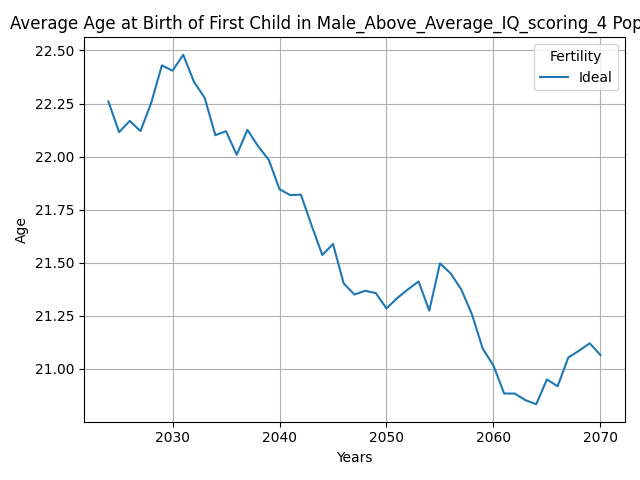 Average Age at Birth of First Child in Male_Above_Average_IQ_scoring_4 Pop
Fertility
Ideal
22.50
22.25
22.00
21.75
21.50
21.25
21.00
Age
2030 2040 2050 2060 2070
Years